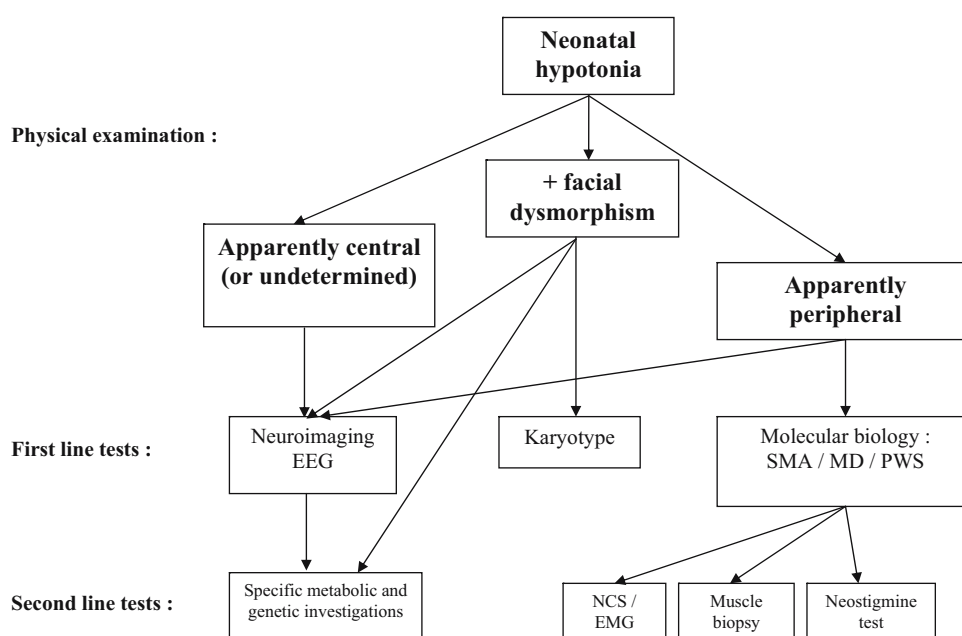 Neonatal
hypotonia
Physical examination :
+ facial
dysmorphism
Apparently central
(or undetermined)
Apparently
peripheral
First line tests :
Neuroimaging
EEG
Karyotype
Molecular biology :
SMA / MD / PWS
Second line tests :
Specific metabolic and
genetic investigations
NCS /
EMG
Muscle
biopsy
Neostigmine
test